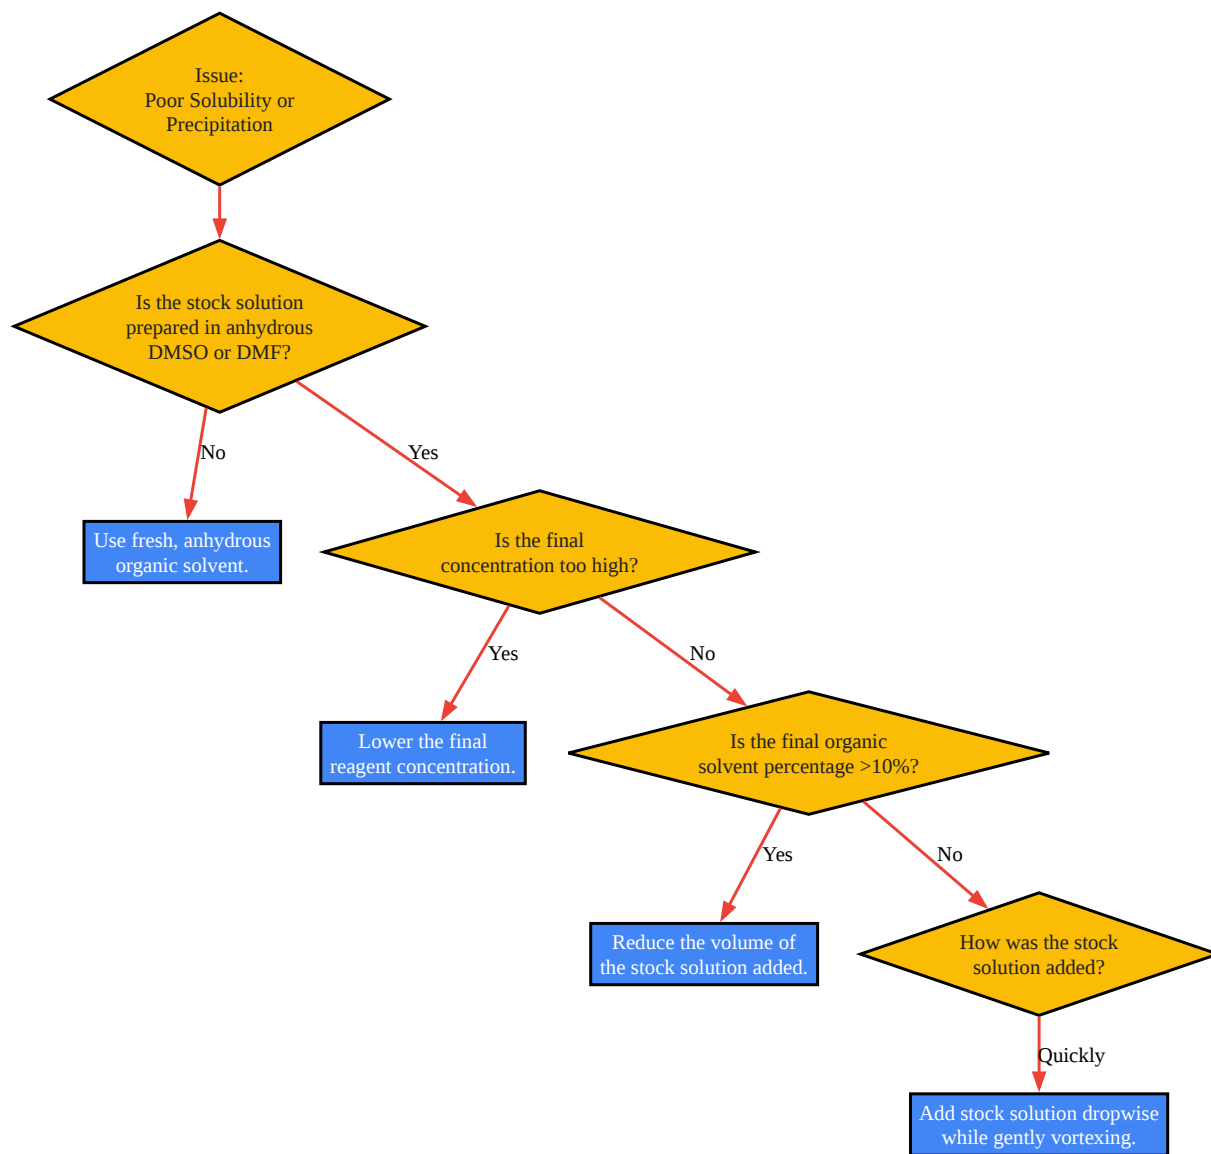 Issue:
Poor Solubility or
Precipitation
Is the stock solution
prepared in anhydrous
DMSO or DMF?
No
Yes
Use fresh, anhydrous
organic solvent.
Is the final
concentration too high?
Yes
No
Lower the final
reagent concentration.
Is the final organic
solvent percentage >10%?
Yes
No
Reduce the volume of
the stock solution added.
How was the stock
solution added?
Quickly
Add stock solution dropwise
while gently vortexing.